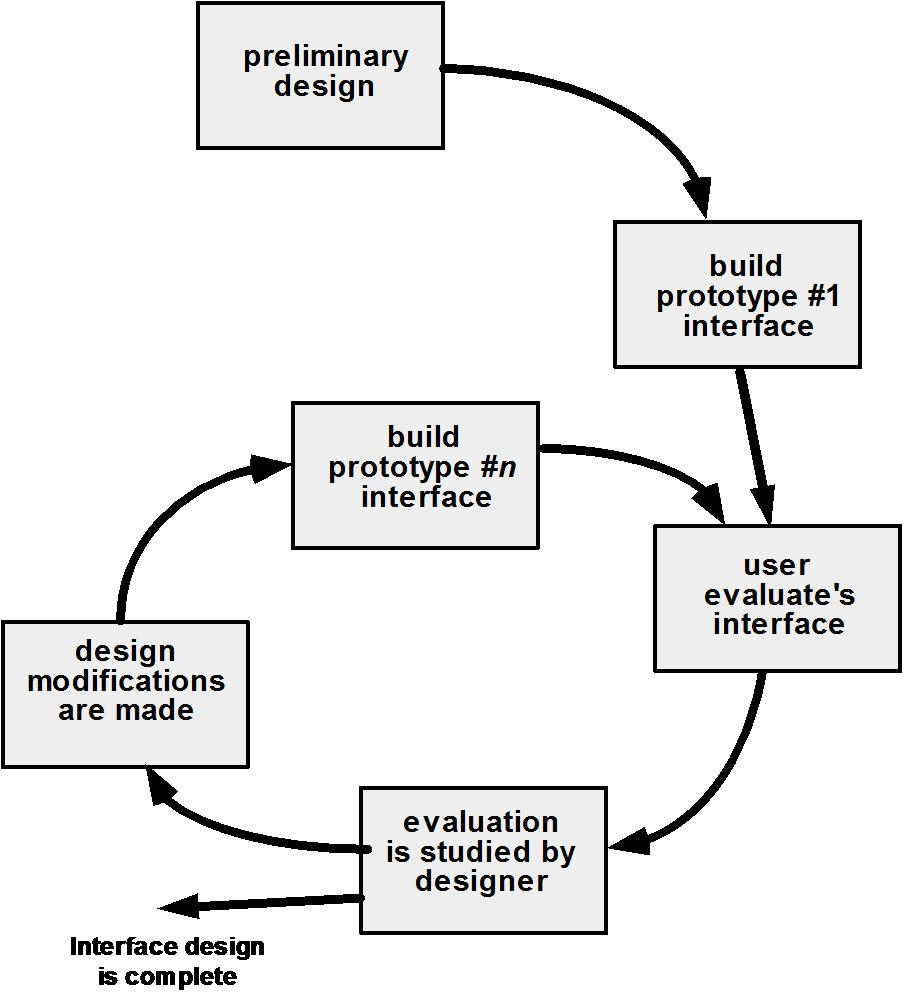 preliminary
design
build
prototype #1
interface
build
prototype #n
interface
user
evaluate's
interface
design
modifications
are made
evaluation
is studied by
designer
Interface design
is complete